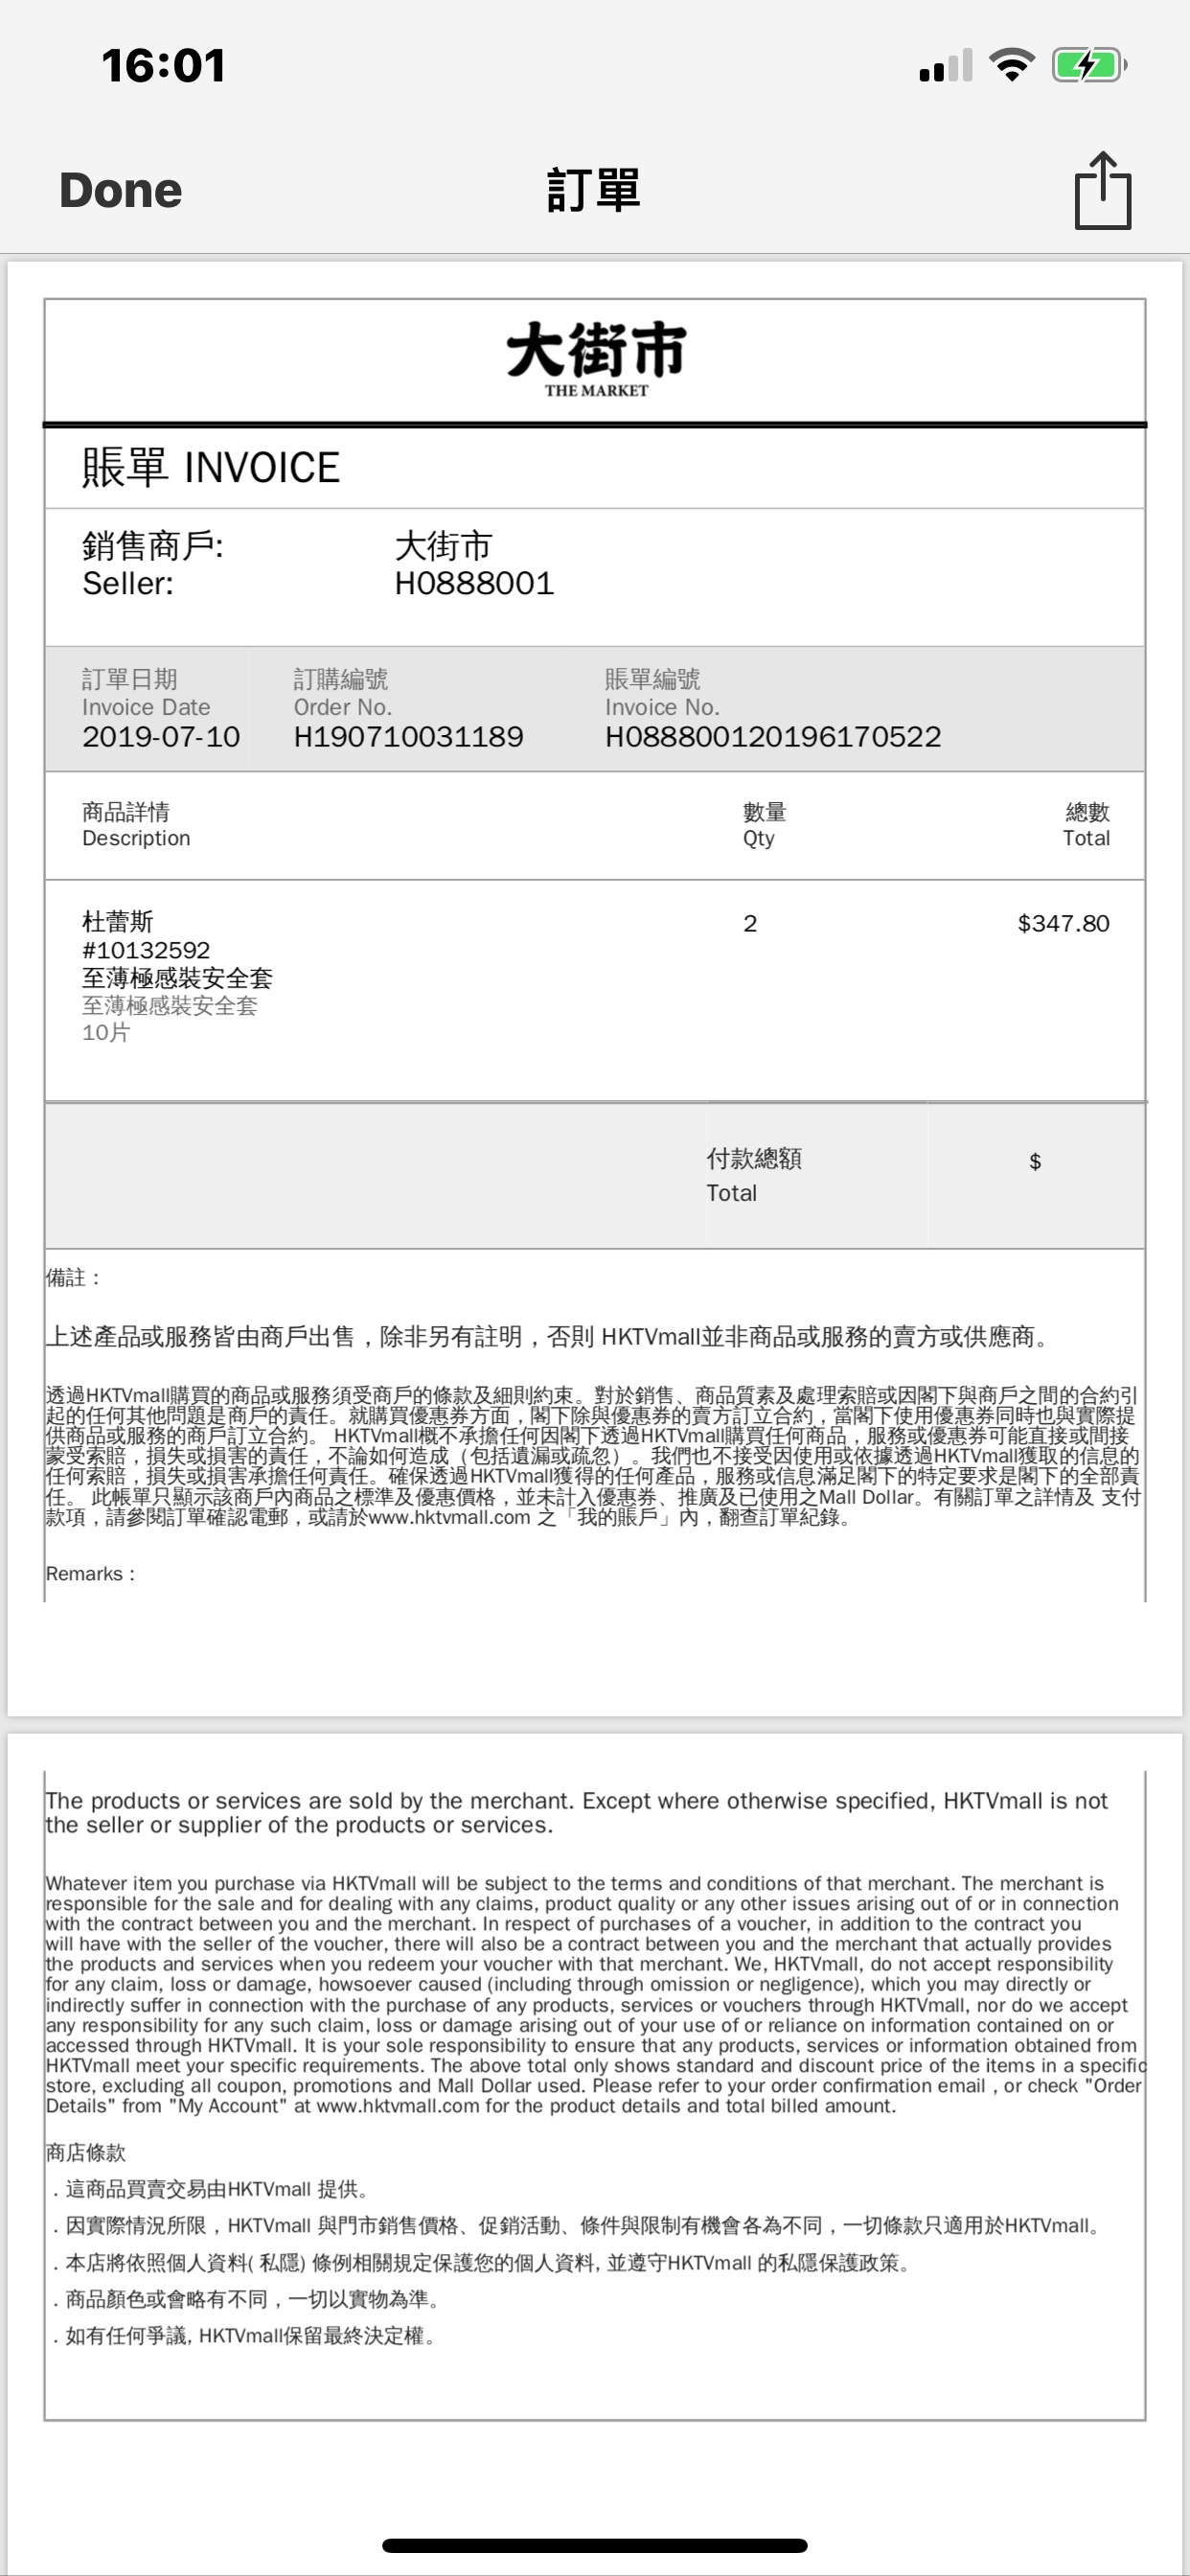 16:01
Done
訂單
大街市
THE MARKET
賬單 INVOICE
銷售商戶: 大街市
Seller: H0888001
訂單日期 訂購編號 賬單編號
Invoice Date Order No. Invoice No.
2019-07-10 H190710031189 H088800120196170522
商品詳情 數量 總數
Description Qty Total
杜蕾斯 2 $347.80
#10132592
至薄極感裝安全套
至薄極感裝安全套
10片
付款總額 $
Total
備註：
上述產品或服務皆由商戶出售，除非另有註明，否則 HKTVmall並非商品或服務的賣方或供應商。
透過HKTVmall購買的商品或服務須受商戶的條款及細則約束。對於銷售、商品質素及處理索賠或因閣下與商戶之間的合約引
起的任何其他問題是商戶的責任。就購買優惠券方面，閣下除與優惠券的賣方訂立合約，當閣下使用優惠券同時也與實際提
供商品或服務的商戶訂立合約。 HKTVmall概不承擔任何因閣下透過HKTVmall購買任何商品，服務或優惠券可能直接或間接
蒙受索賠，損失或損害的責任，不論如何造成（包括遺漏或疏忽）。我們也不接受因使用或依據透過HKTVmall獲取的信息的
任何索賠，損失或損害承擔任何責任。確保透過HKTVmall獲得的任何產品，服務或信息滿足閣下的特定要求是閣下的全部責
任。 此帳單只顯示該商戶內商品之標準及優惠價格，並未計入優惠券、推廣及已使用之Mall Dollar。有關訂單之詳情及 支付
款項，請參閱訂單確認電郵，或請於www.hktvmall.com 之「我的賬戶」內，翻查訂單紀錄。
Remarks :
The products or services are sold by the merchant. Except where otherwise specified, HKTVmall is not
the seller or supplier of the products or services.
Whatever item you purchase via HKTVmall will be subject to the terms and conditions of that merchant. The merchant is
responsible for the sale and for dealing with any claims, product quality or any other issues arising out of or in connection
with the contract between you and the merchant. In respect of purchases of a voucher, in addition to the contract you
will have with the seller of the voucher, there will also be a contract between you and the merchant that actually provides
the products and services when you redeem your voucher with that merchant. We, HKTVmall, do not accept responsibility
for any claim, loss or damage, howsoever caused (including through omission or negligence), which you may directly or
indirectly suffer in connection with the purchase of any products, services or vouchers through HKTVmall, nor do we accept
any responsibility for any such claim, loss or damage arising out of your use of or reliance on information contained on or
accessed through HKTVmall. It is your sole responsibility to ensure that any products, services or information obtained from
HKTVmall meet your specific requirements. The above total only shows standard and discount price of the items in a specific
store, excluding all coupon, promotions and Mall Dollar used. Please refer to your order confirmation email , or check "Order
Details" from "My Account" at www.hktvmall.com for the product details and total billed amount.
商店條款
．這商品買賣交易由HKTVmall 提供。
．因實際情況所限，HKTVmall 與門市銷售價格、促銷活動、條件與限制有機會各為不同，一切條款只適用於HKTVmall。
．本店將依照個人資料( 私隱) 條例相關規定保護您的個人資料, 並遵守HKTVmall 的私隱保護政策。
．商品顏色或會略有不同，一切以實物為準。
．如有任何爭議, HKTVmall保留最終決定權。